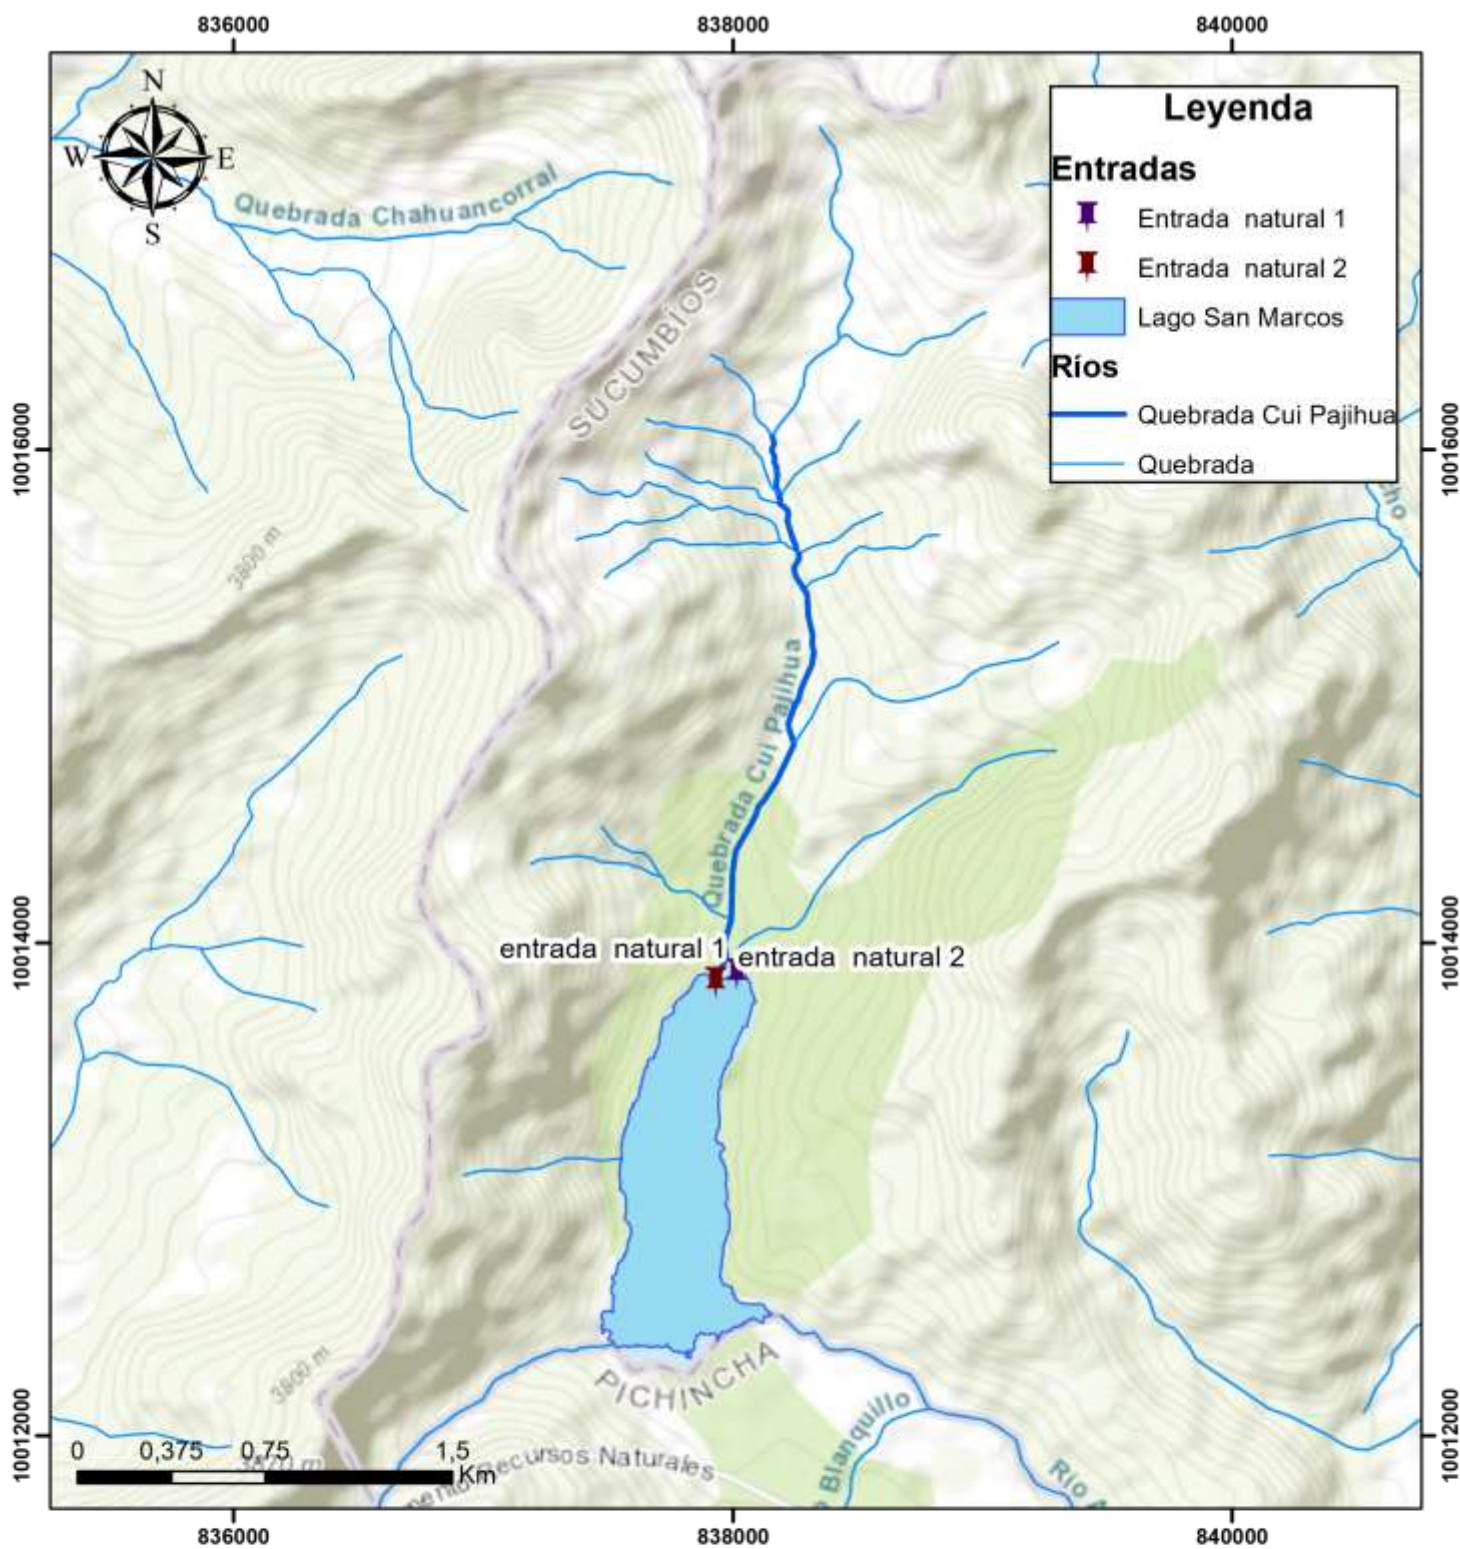 836000
838000
840000
N
W
E
S
Leyenda
Entradas
Entrada natural 1
Entrada natural 2
Lago San Marcos
Ríos
Quebrada Cui Pajihua
Quebrada
Quebrada Chahuancorral
SUCUMBÍOS
10016000
10016000
cho
3800 m
Quebrada Cui Pajihua
10014000
10014000
entrada natural 1
entrada natural 2
3800 m
PICHINCHA
Blanquillo
Río A
10012000
10012000
0
0,375
0,75
1,5
Km
Recursos Naturales
836000
838000
840000